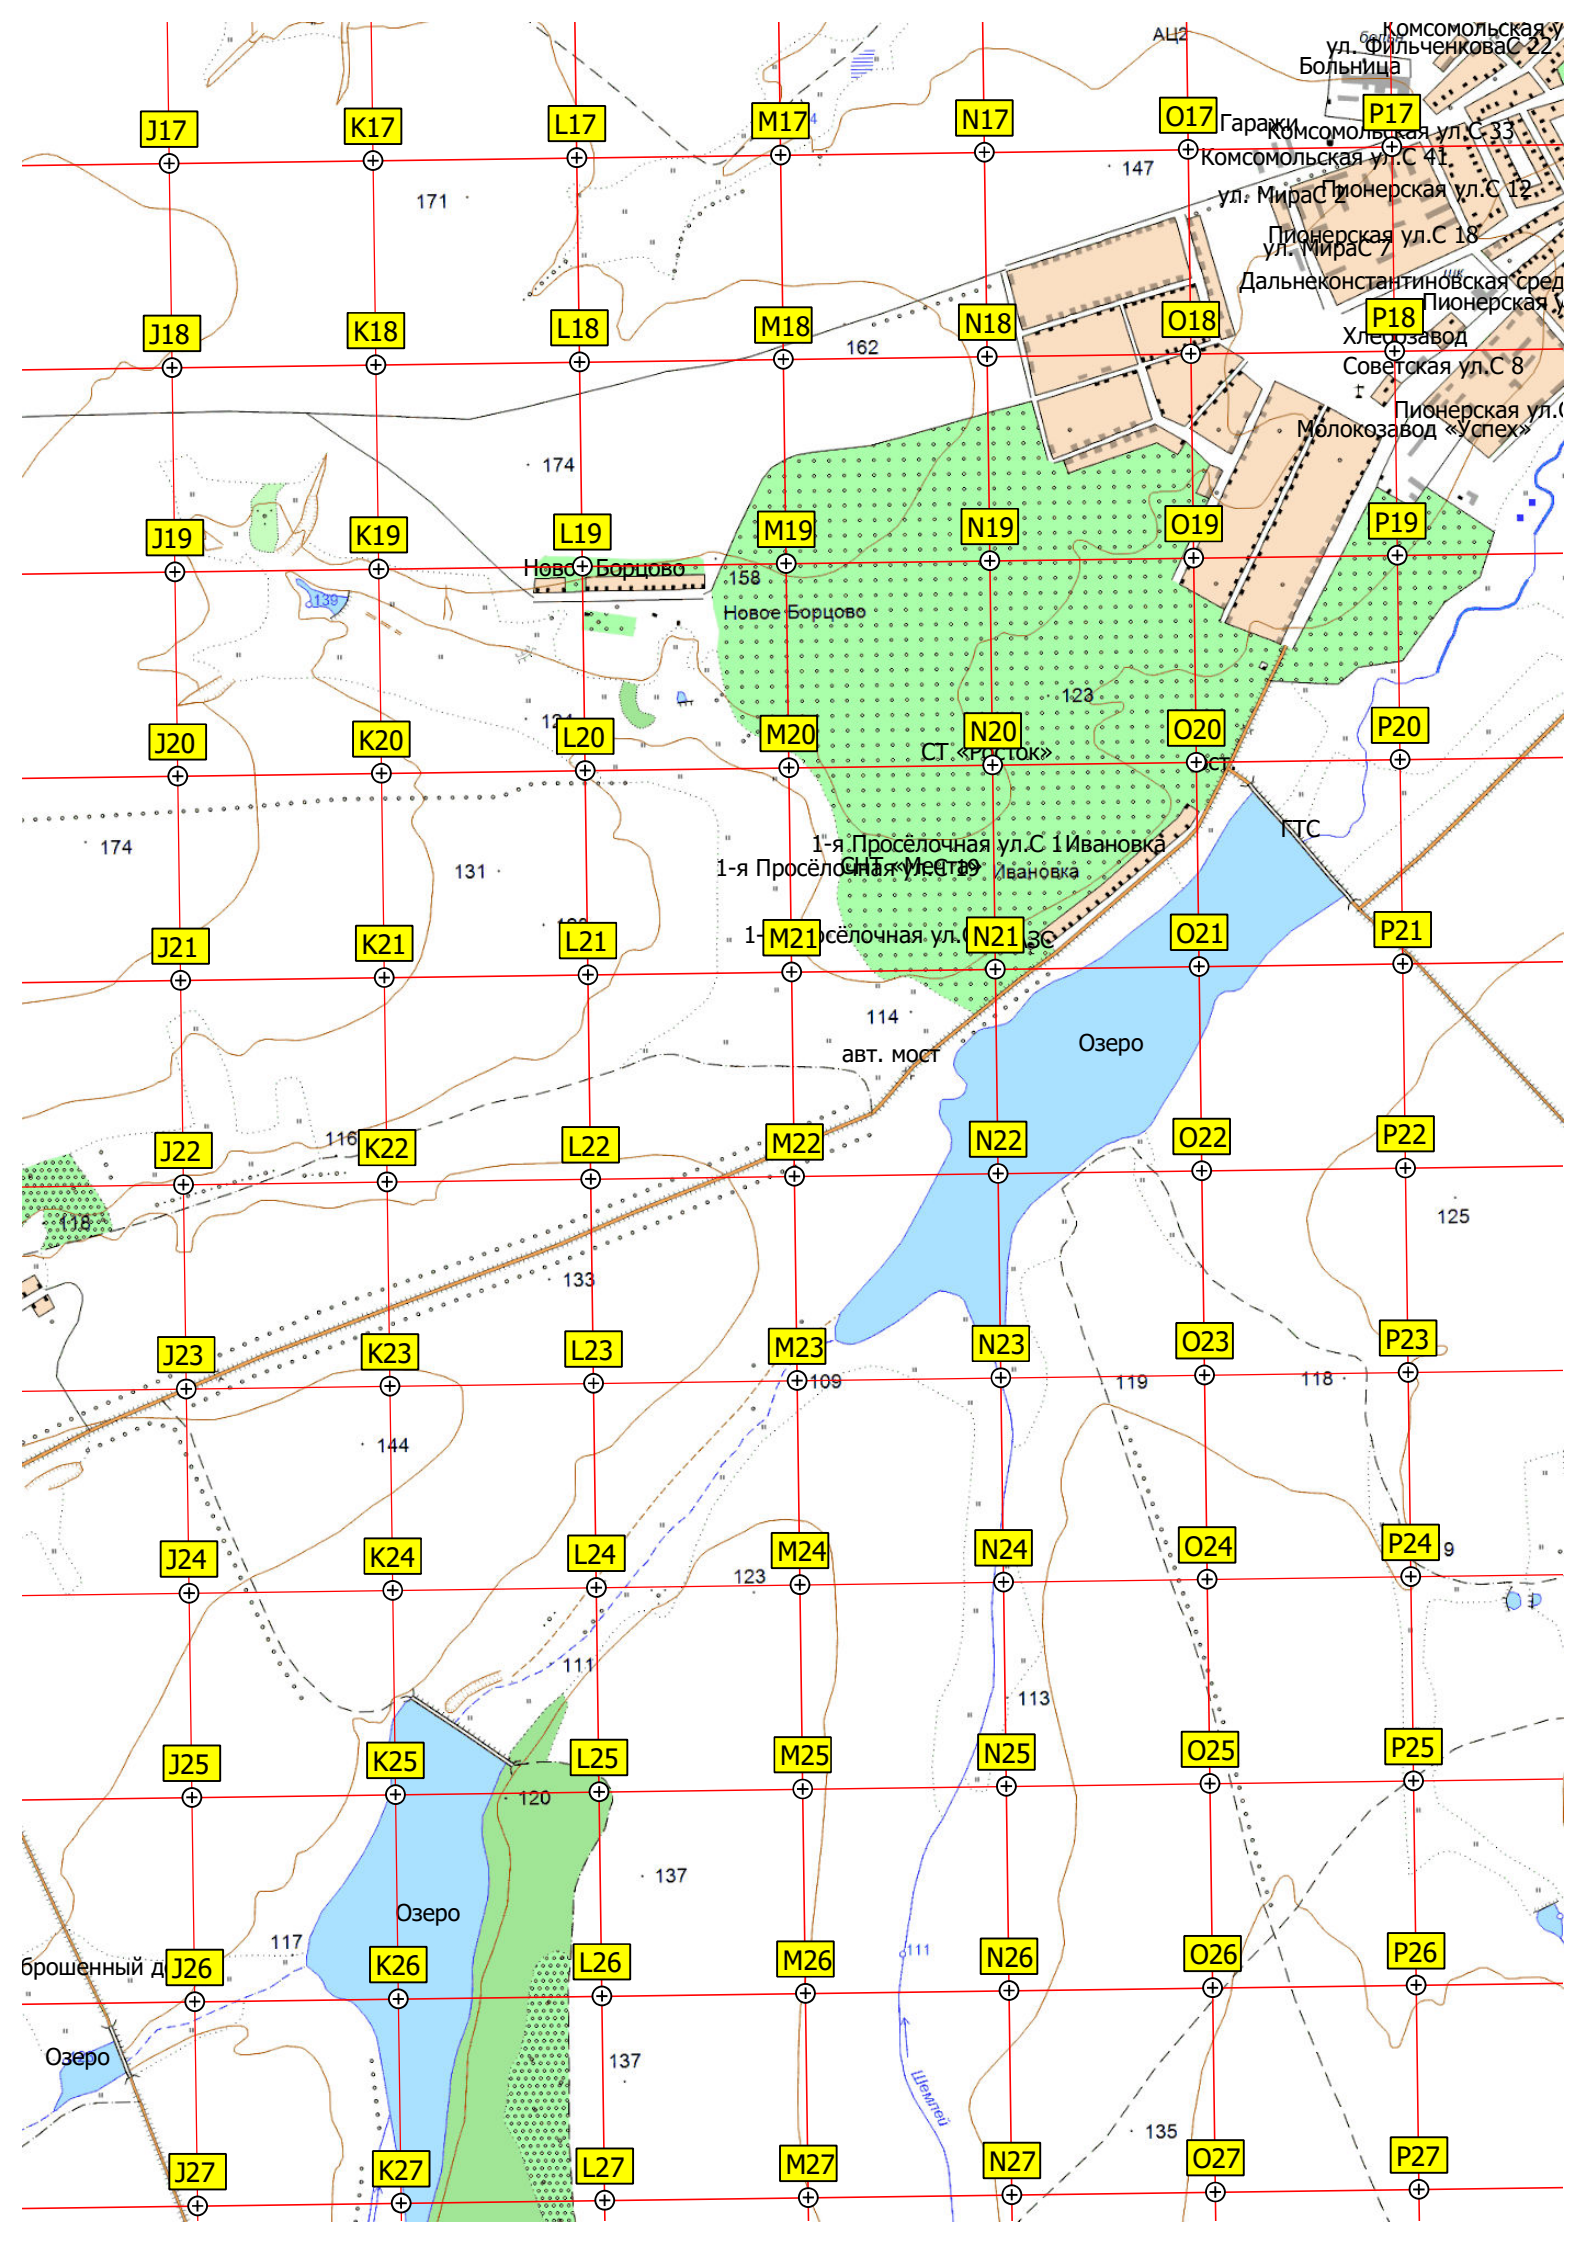 Комсомольская у
АЦ2
ул. ФильченковаС 22
Больница
J17
K17
L17
M17
N17
O17
P17
Гаражи
Комсомольская ул.С 33
Комсомольская ул.С 41
147
171
ул. МираС 2
Пионерская ул.С 12
Пионерская ул.С 18
ул. МираС 7
шк
Дальнеконстантиновская сред
Пионерская у
J18
K18
L18
M18
N18
O18
P18
162
Хлебозавод
Советская ул.С 8
Пионерская ул.С
Молокозавод «Успех»
174
J19
K19
L19
M19
N19
O19
P19
Новое Борцово
158
139
Новое Борцово
123
J20
K20
L20
M20
N20
O20
P20
СТ «Росток»
174
131
ГТС
1-я Просёлочная ул.С 1
Ивановка
1-я Просёлочная ул.С 19
СНТ «Мечта»
Ивановка
J21
K21
L21
M21
N21
O21
P21
114
авт. мост
Озеро
116
J22
K22
L22
M22
N22
O22
P22
118
125
133
J23
K23
L23
M23
N23
O23
P23
109
119
118
144
J24
K24
L24
M24
N24
O24
P24
9
123
111
113
J25
K25
L25
M25
N25
O25
P25
120
137
Озеро
117
111
брошенный д
J26
K26
L26
M26
N26
O26
P26
Озеро
137
Шемлей
135
J27
K27
L27
M27
N27
O27
P27